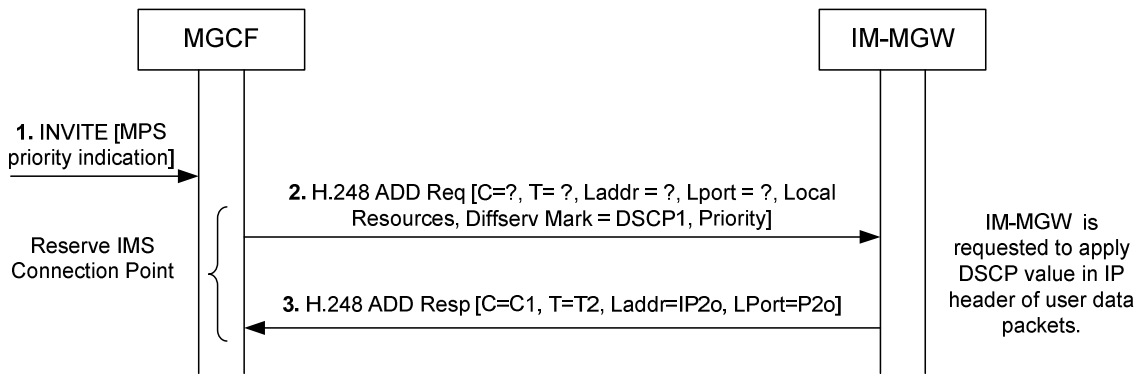 MGCF
IM-MGW
1. INVITE [MPS
priority indication]
2. H.248 ADD Req [C=?, T= ?, Laddr = ?, Lport = ?, Local
Resources, Diffserv Mark = DSCP1, Priority]
Reserve IMS
Connection Point
IM-MGW is
requested to apply
DSCP value in IP
header of user data
packets.
3. H.248 ADD Resp [C=C1, T=T2, Laddr=IP2o, LPort=P2o]